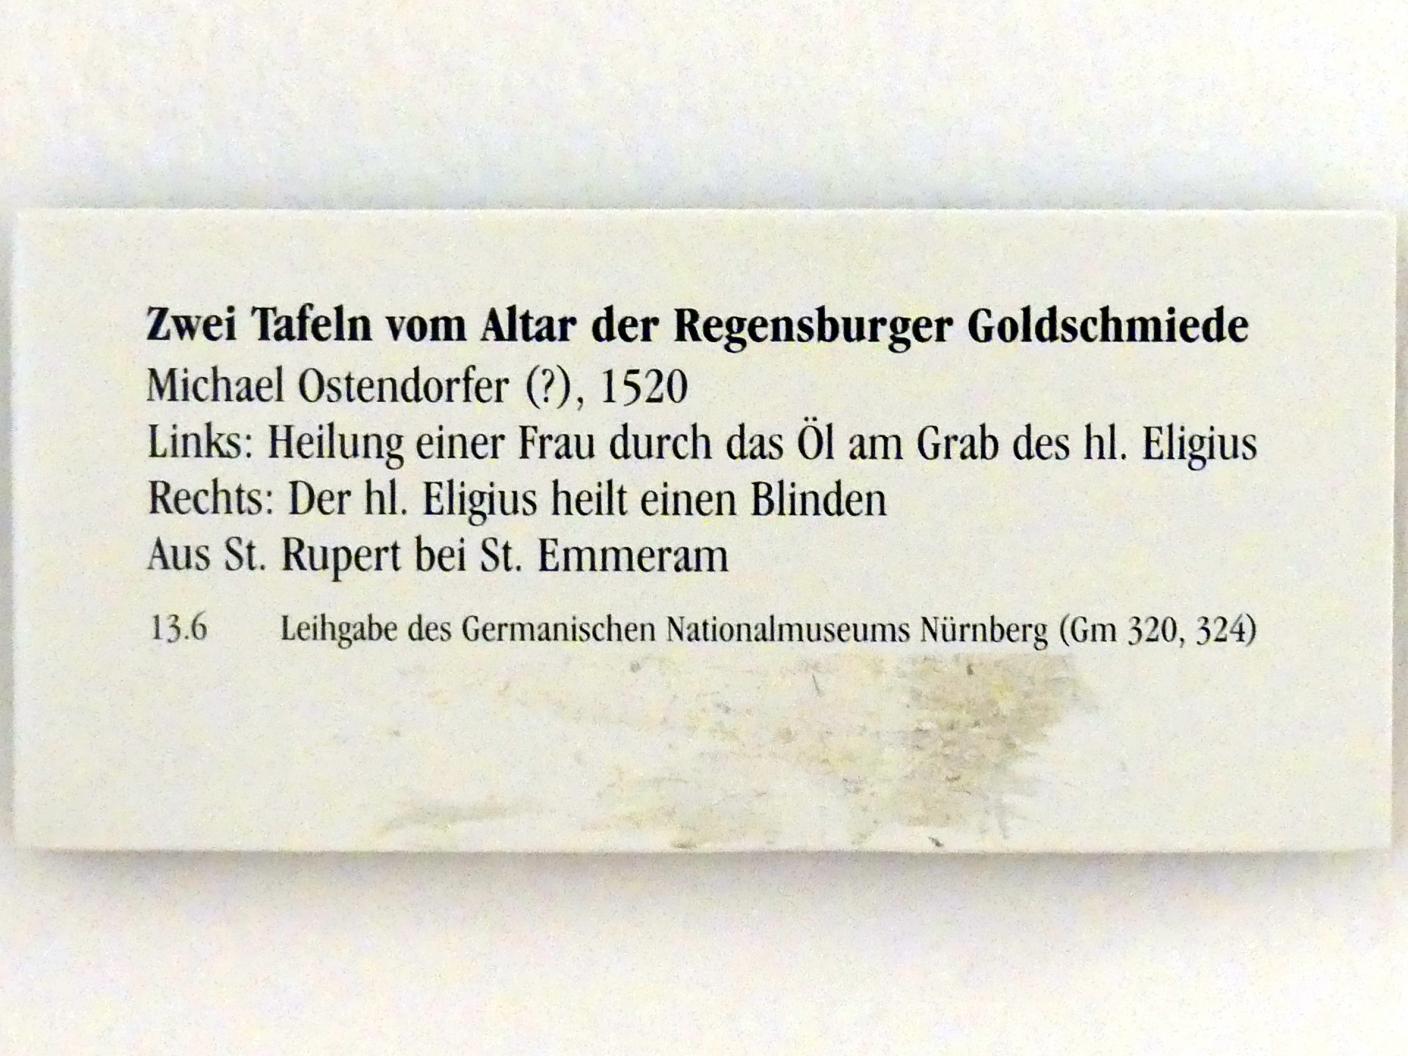 Zwei Tafeln vom Altar der Regensburger Goldschmiede
Michael Ostendorfer (?), 1520
Links: Heilung einer Frau durch das Öl am Grab des hl. Eligius
Rechts: Der hl. Eligius heilt einen Blinden
Aus St. Rupert bei St. Emmeram
13.6 Leihgabe des Germanischen Nationalmuseums Nürnberg (Gm 320, 324)